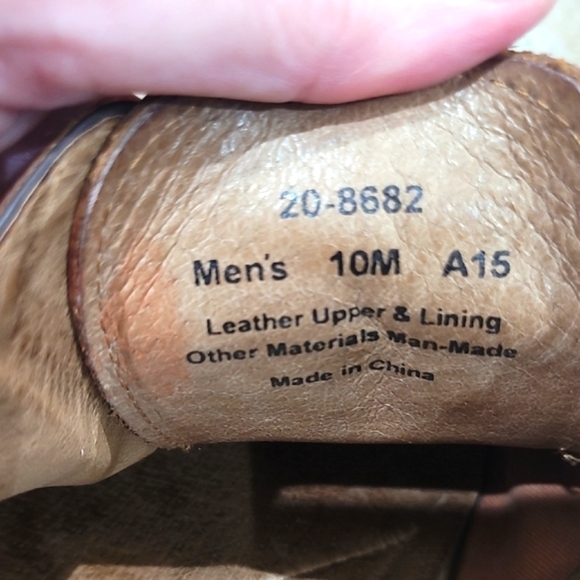 20-8682
Men's 10M A15
Leather Upper & Lining
Other Materials Man-Made
Made in China